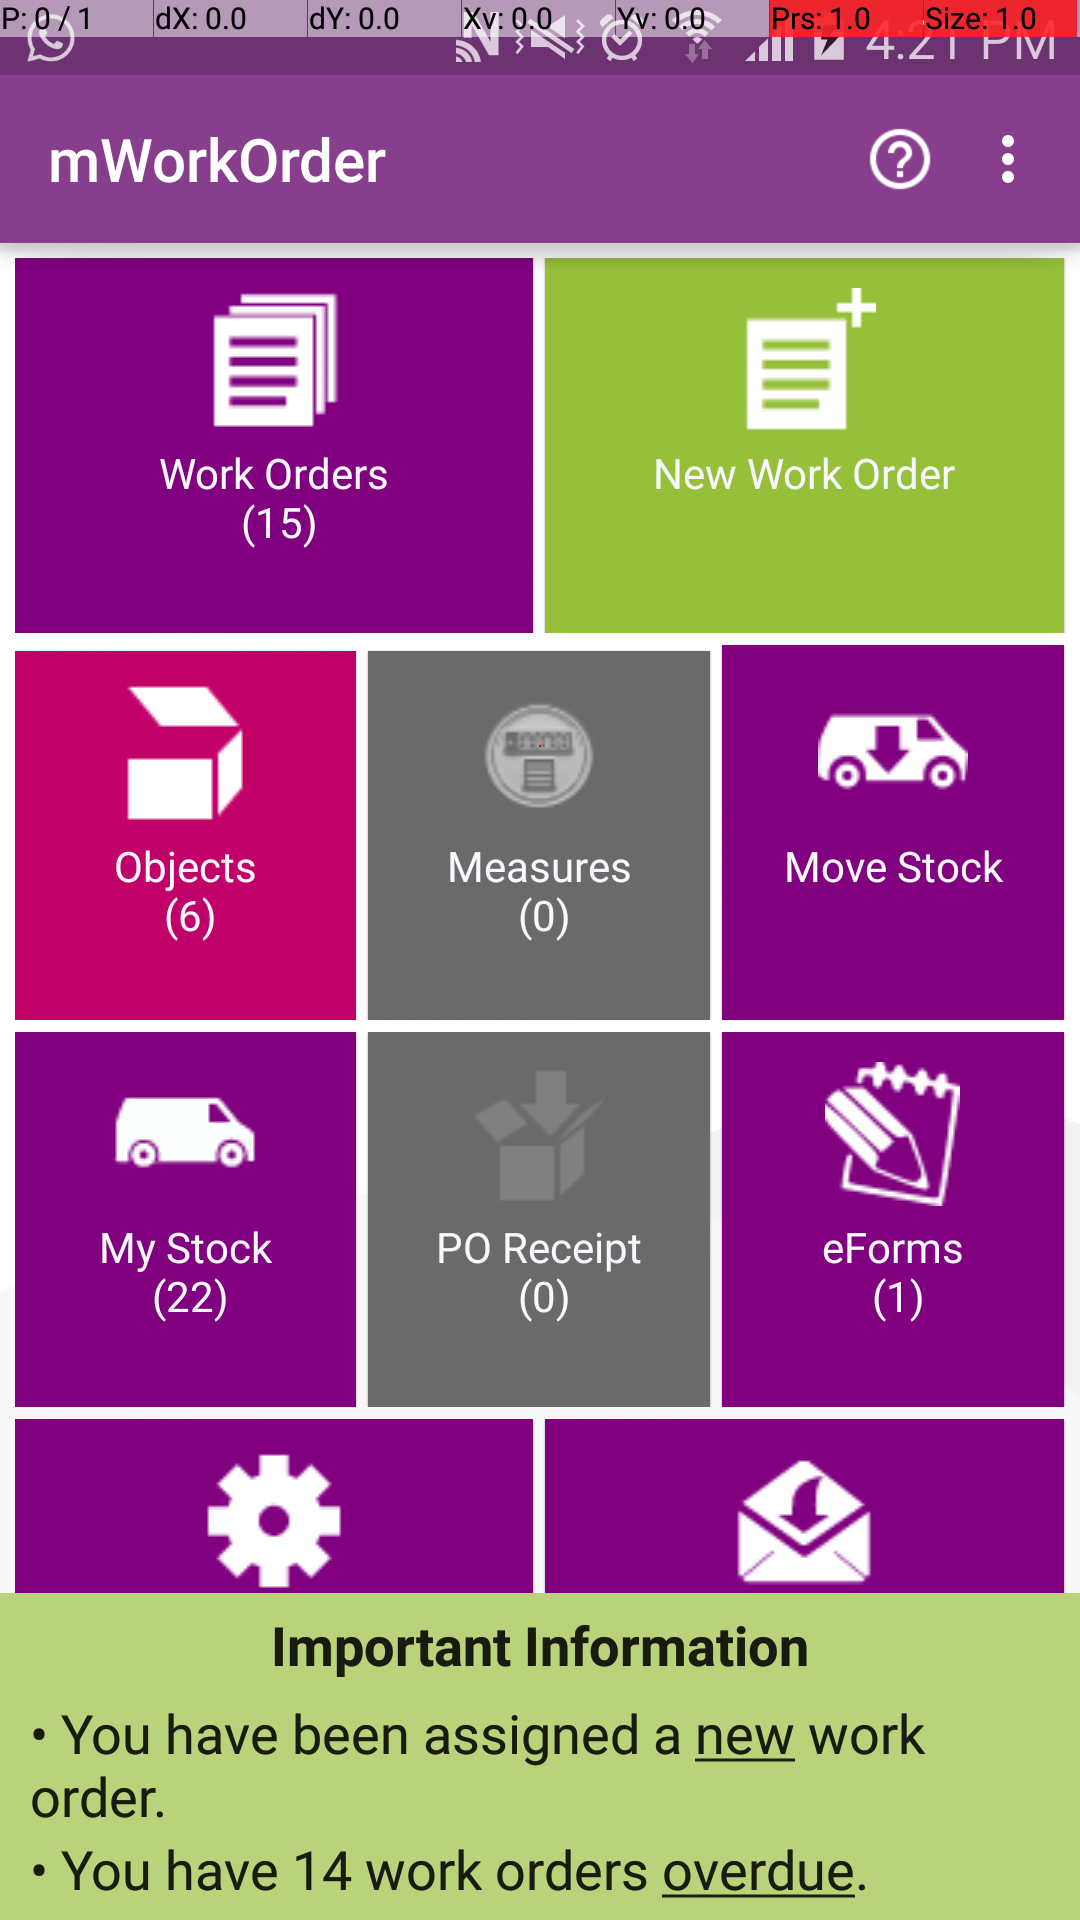 P: 0 / 1 dX: 0.0 dY: 0.0 Xv: 0.0 Yv: 0.0 Prs: 1.0 Size: 1.0
4:21 PM
mWorkOrder
Work Orders
(15)
New Work Order
Objects
(6)
Measures
(0)
Move Stock
My Stock
(22)
PO Receipt
(0)
eForms
(1)
Important Information
• You have been assigned a new work
order.
• You have 14 work orders overdue.